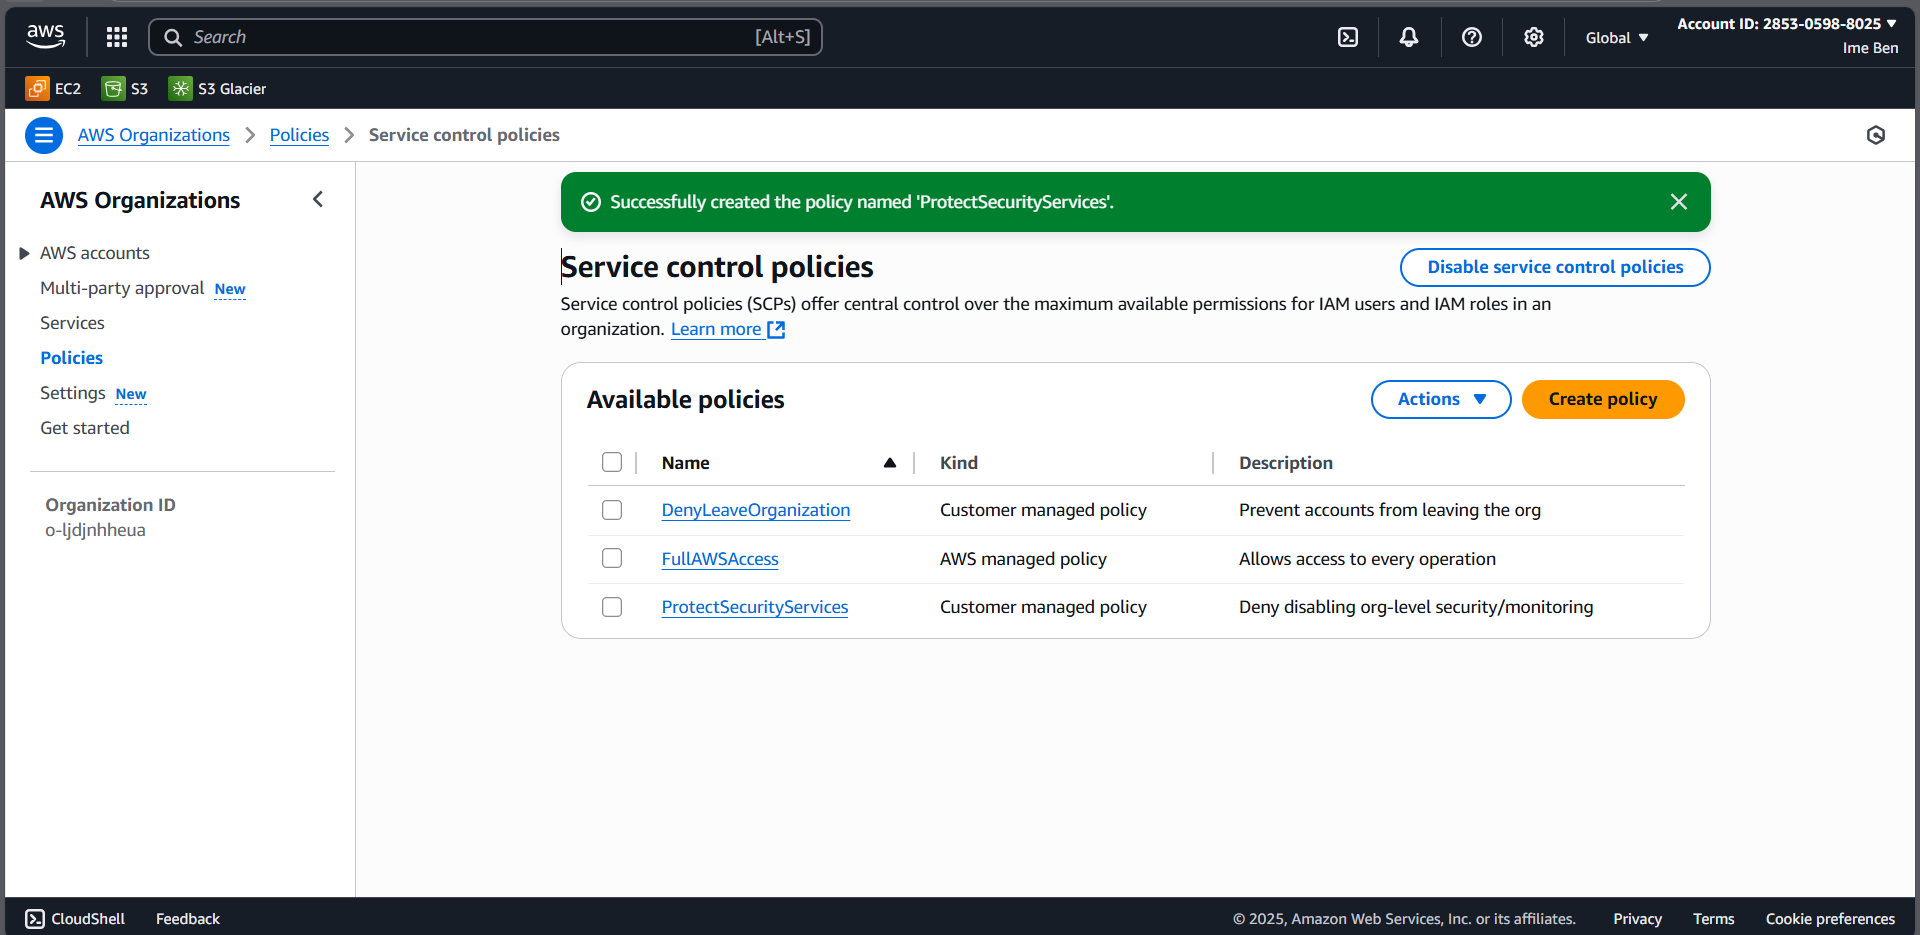 aws
Search
[Alt+S]
Global
Account ID: 2853-0598-8025
Ime Ben
EC2
S3
S3 Glacier
AWS Organizations
Policies
Service control policies
AWS Organizations
AWS accounts
Multi-party approval New
Services
Policies
Settings New
Get started
Organization ID
o-ljdjnhheua
Successfully created the policy named 'ProtectSecurityServices'.
Service control policies
Disable service control policies
Service control policies (SCPs) offer central control over the maximum available permissions for IAM users and IAM roles in an
organization. Learn more
Available policies
Actions
Create policy
Name Kind Description
DenyLeaveOrganization Customer managed policy Prevent accounts from leaving the org
FullAWSAccess AWS managed policy Allows access to every operation
ProtectSecurityServices Customer managed policy Deny disabling org-level security/monitoring
CloudShell
Feedback
© 2025, Amazon Web Services, Inc. or its affiliates.
Privacy
Terms
Cookie preferences